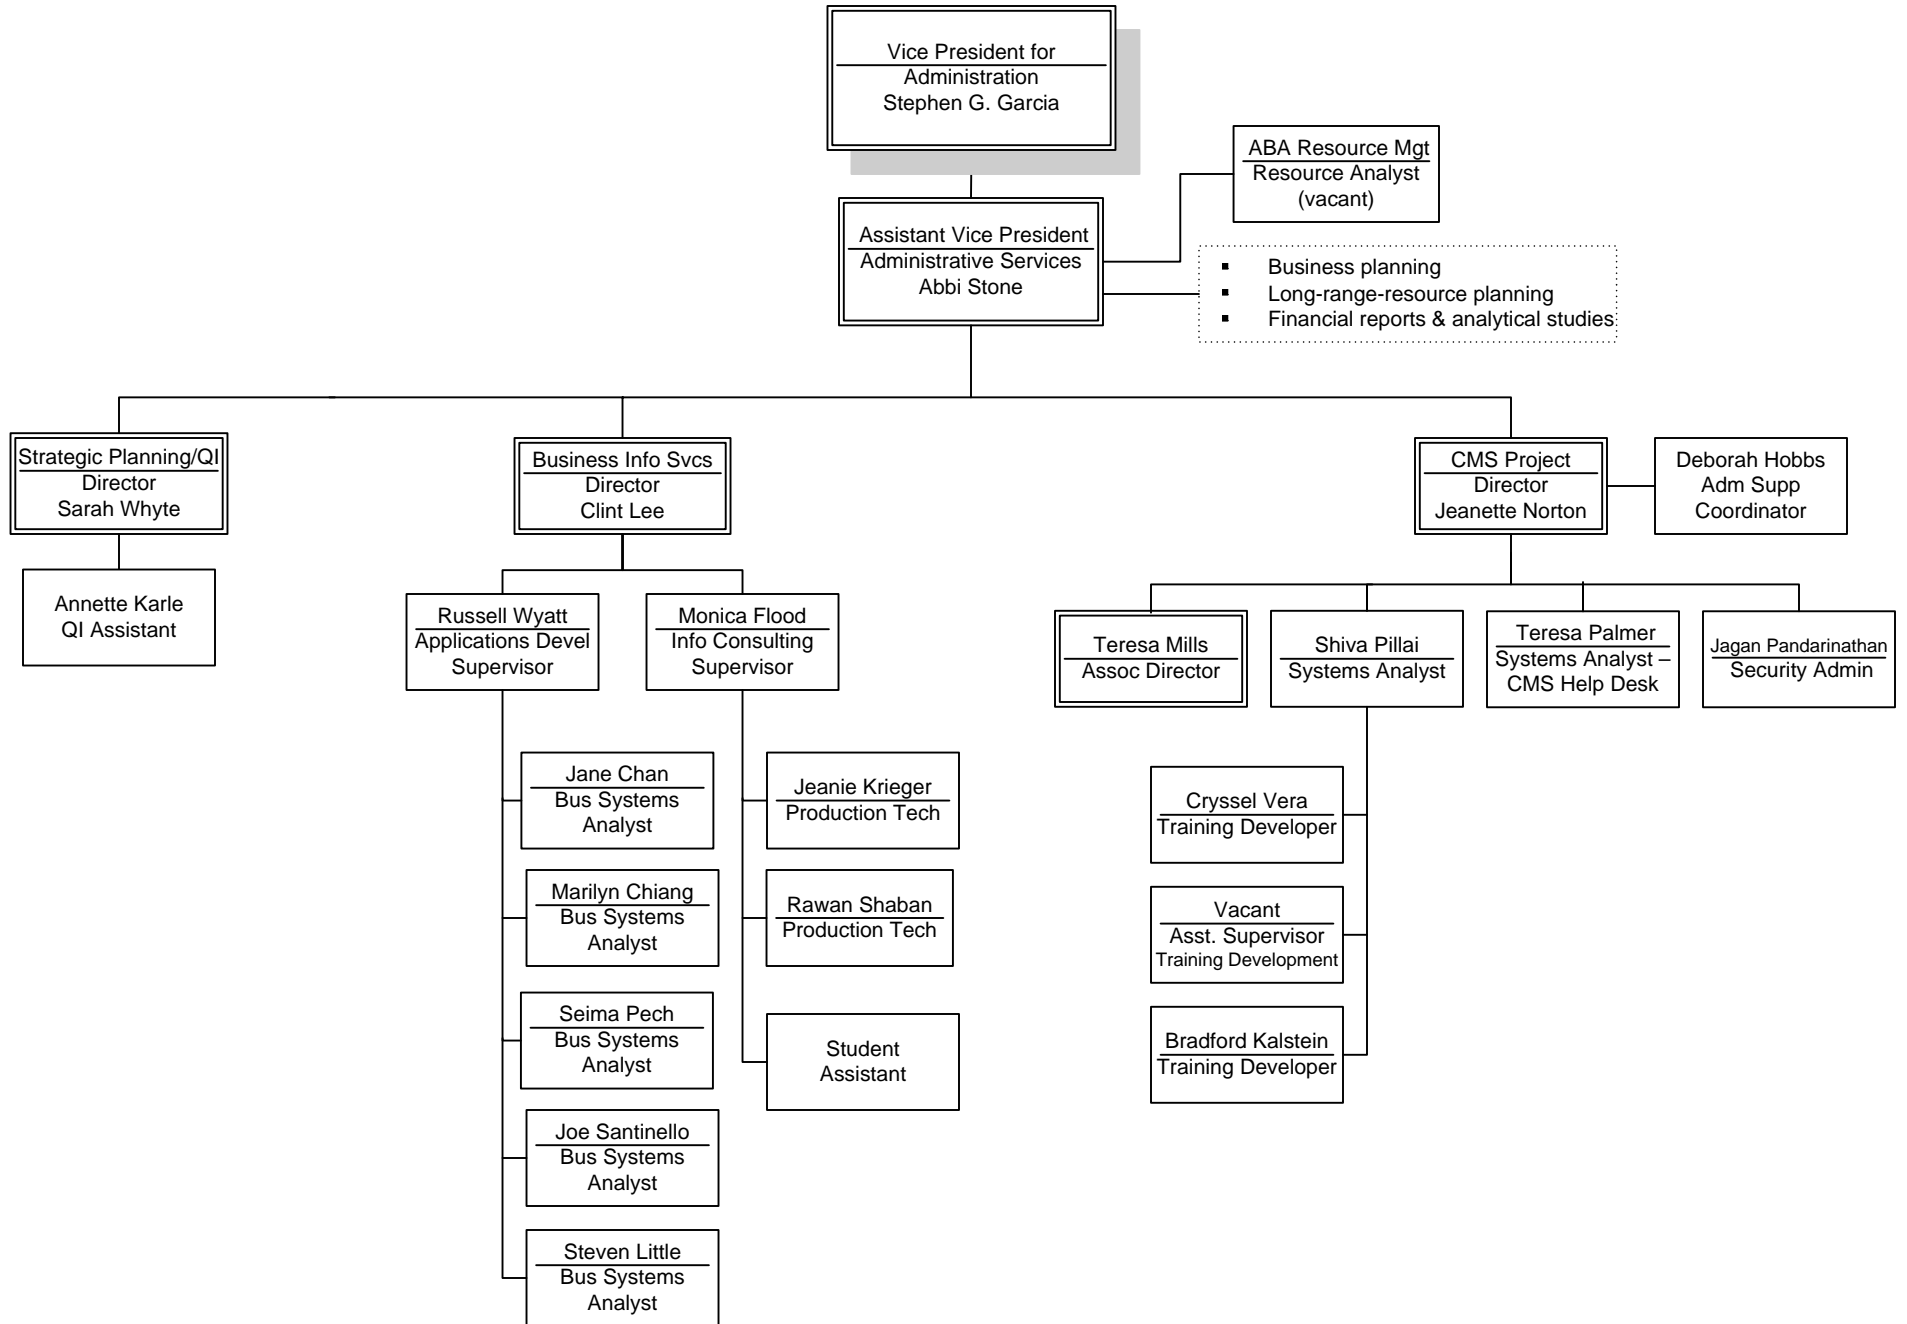 Vice President for
Administration
Stephen G. Garcia
ABA Resource Mgt
Resource Analyst
(vacant)
Assistant Vice President
Administrative Services
Abbi Stone
▪ Business planning
▪ Long-range-resource planning
▪ Financial reports & analytical studies
Strategic Planning/QI
Director
Sarah Whyte
Business Info Svcs
Director
Clint Lee
CMS Project
Director
Jeanette Norton
Deborah Hobbs
Adm Supp
Coordinator
Annette Karle
QI Assistant
Russell Wyatt
Applications Devel
Supervisor
Monica Flood
Info Consulting
Supervisor
Teresa Mills
Assoc Director
Shiva Pillai
Systems Analyst
Teresa Palmer
Systems Analyst –
CMS Help Desk
Jagan Pandarinathan
Security Admin
Jane Chan
Bus Systems
Analyst
Jeanie Krieger
Production Tech
Cryssel Vera
Training Developer
Marilyn Chiang
Bus Systems
Analyst
Rawan Shaban
Production Tech
Vacant
Asst. Supervisor
Training Development
Seima Pech
Bus Systems
Analyst
Student
Assistant
Bradford Kalstein
Training Developer
Joe Santinello
Bus Systems
Analyst
Steven Little
Bus Systems
Analyst